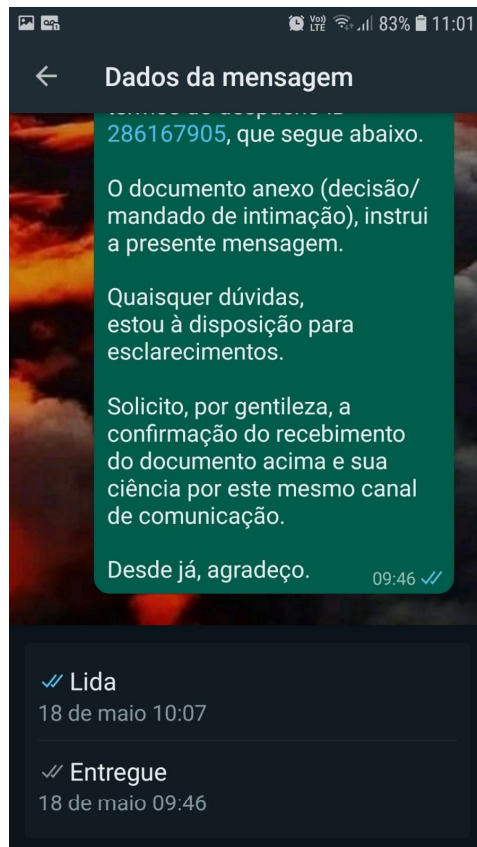 Vo)) LTE 83% 11:01
Dados da mensagem
286167905, que segue abaixo.
O documento anexo (decisão/
mandado de intimação), instrui
a presente mensagem.
Quaisquer dúvidas,
estou à disposição para
esclarecimentos.
Solicito, por gentileza, a
confirmação do recebimento
do documento acima e sua
ciência por este mesmo canal
de comunicação.
Desde já, agradeço.
09:46
Lida
18 de maio 10:07
Entregue
18 de maio 09:46